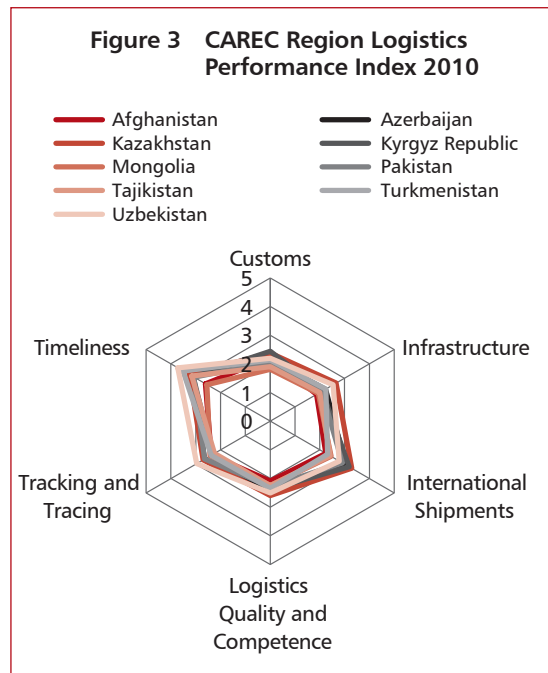 Figure 3 CAREC Region Logistics
Performance Index 2010
Afghanistan
Azerbaijan
Kazakhstan
Kyrgyz Republic
Mongolia
Pakistan
Tajikistan
Turkmenistan
Uzbekistan
Customs
5
4
3
2
1
0
Timeliness
Infrastructure
Tracking and
Tracing
International
Shipments
Logistics
Quality and
Competence